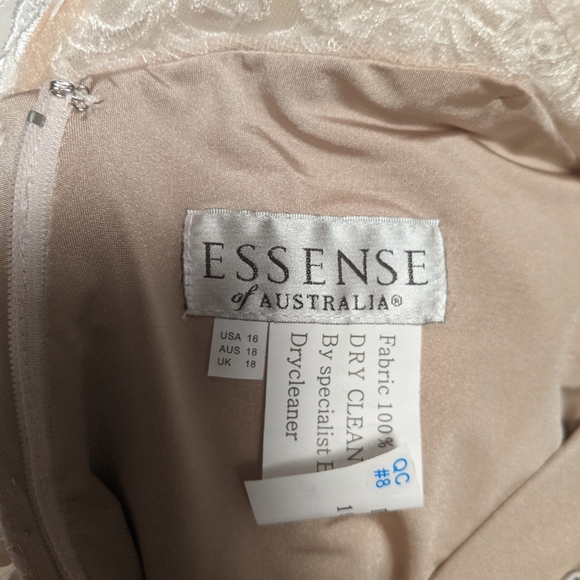 ESSENSE
of AUSTRALIA®
USA 16
AUS 18
UK 18
Fabric 100%
DRY CLEAN
By specialist
Drycleaner
QC
#8